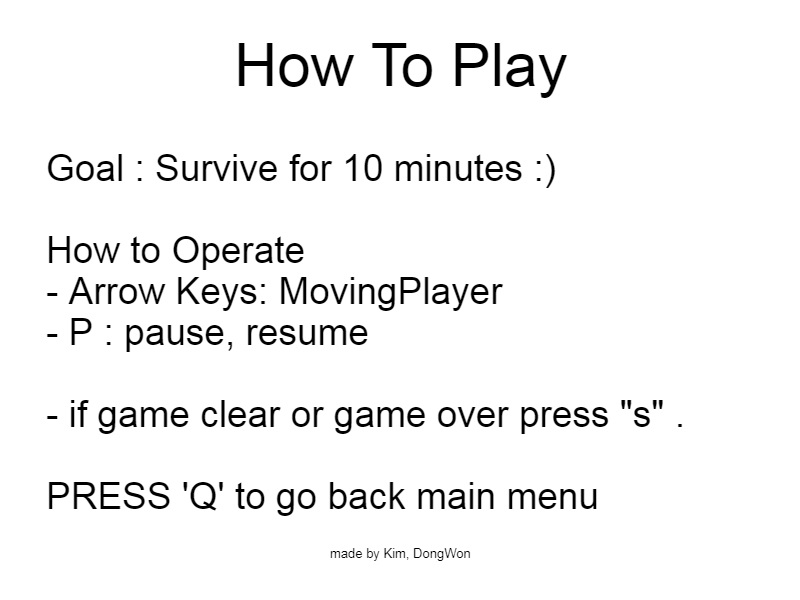 How To Play
Goal : Survive for 10 minutes :)
How to Operate
- Arrow Keys: MovingPlayer
- P : pause, resume
- if game clear or game over press "s" .
PRESS 'Q' to go back main menu
made by Kim, DongWon